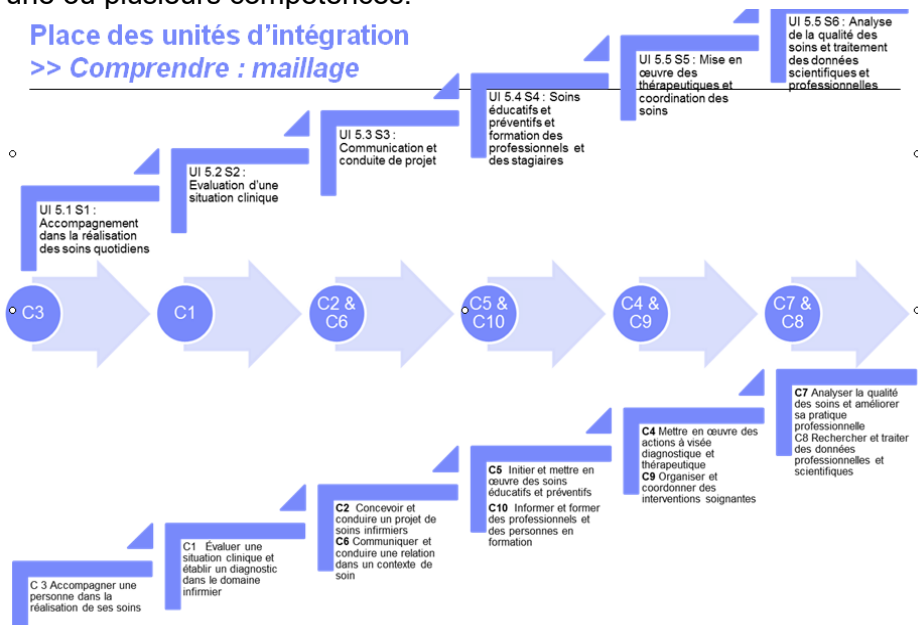 une ou plusieurs compétences.
Place des unités d'intégration
>> Comprendre : maillage
UI 5.1 S1 :
Accompagnement
dans la réalisation
des soins quotidiens
UI 5.2 S2 :
Evaluation d'une
situation clinique
UI 5.3 S3 :
Communication et
conduite de projet
UI 5.4 S4 : Soins
éducatifs et
préventifs et
formation des
professionnels et
des stagiaires
UI 5.5 S5 : Mise en
œuvre des
thérapeutiques et
coordination des
soins
UI 5.5 S6 : Analyse
de la qualité des
soins et traitement
des données
scientifiques et
professionnelles
C3
C1
C2 &
C6
C5 &
C10
C4 &
C9
C7 &
C8
C 3 Accompagner une
personne dans la
réalisation de ses soins
C1 Évaluer une
situation clinique et
établir un diagnostic
dans le domaine
infirmier
C2 Concevoir et
conduire un projet de
soins infirmiers
C6 Communiquer et
conduire une relation
dans un contexte de
soin
C5 Initier et mettre en
œuvre des soins
éducatifs et préventifs
C10 Informer et former
des professionnels et
des personnes en
formation
C4 Mettre en œuvre des
actions à visée
diagnostique et
thérapeutique
C9 Organiser et
coordonner des
interventions soignantes
C7 Analyser la qualité
des soins et améliorer
sa pratique
professionnelle
C8 Rechercher et traiter
des données
professionnelles et
scientifiques